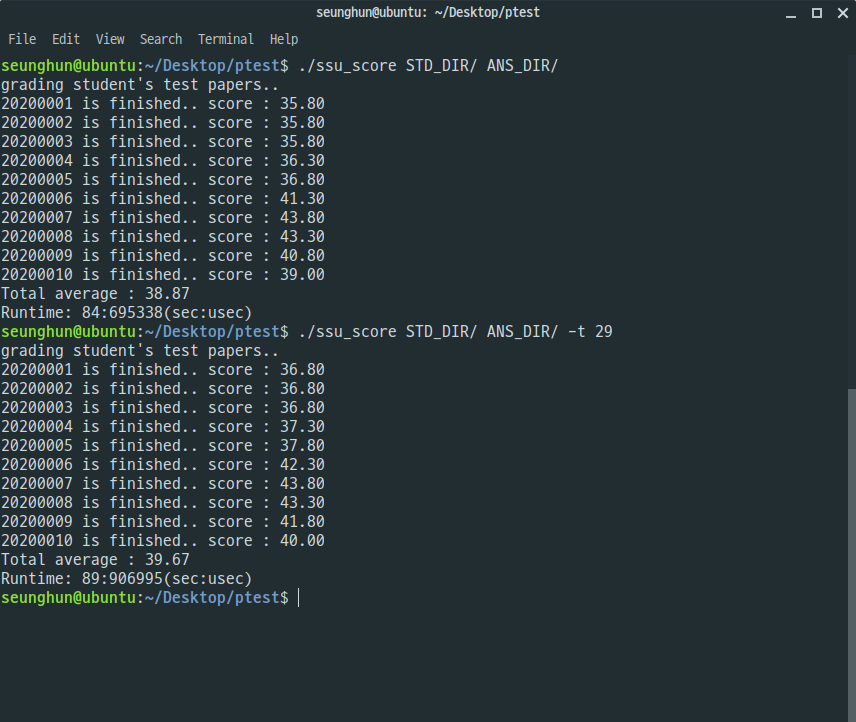 seunghun@ubuntu: ~/Desktop/ptest
File Edit View Search Terminal Help
seunghun@ubuntu:~/Desktop/ptest$ ./ssu_score STD_DIR/ ANS_DIR/
grading student's test papers..
20200001 is finished.. score : 35.80
20200002 is finished.. score : 35.80
20200003 is finished.. score : 35.80
20200004 is finished.. score : 36.30
20200005 is finished.. score : 36.80
20200006 is finished.. score : 41.30
20200007 is finished.. score : 43.80
20200008 is finished.. score : 43.30
20200009 is finished.. score : 40.80
20200010 is finished.. score : 39.00
Total average : 38.87
Runtime: 84:695338(sec:usec)
seunghun@ubuntu:~/Desktop/ptest$ ./ssu_score STD_DIR/ ANS_DIR/ -t 29
grading student's test papers..
20200001 is finished.. score : 36.80
20200002 is finished.. score : 36.80
20200003 is finished.. score : 36.80
20200004 is finished.. score : 37.30
20200005 is finished.. score : 37.80
20200006 is finished.. score : 42.30
20200007 is finished.. score : 43.80
20200008 is finished.. score : 43.30
20200009 is finished.. score : 41.80
20200010 is finished.. score : 40.00
Total average : 39.67
Runtime: 89:906995(sec:usec)
seunghun@ubuntu:~/Desktop/ptest$